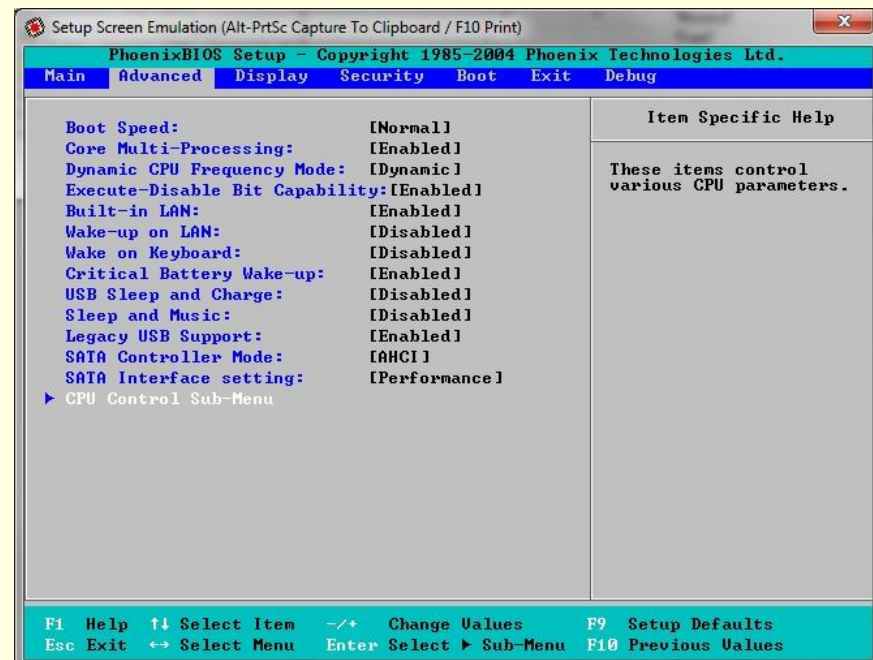 Setup Screen Emulation (Alt-PrtSc Capture To Clipboard / F10 Print)
PhoenixBIOS Setup - Copyright 1985-2004 Phoenix Technologies Ltd.
Main Advanced Display Security Boot Exit Debug
Boot Speed: [Normal]
Core Multi-Processing: [Enabled]
Dynamic CPU Frequency Mode: [Dynamic]
Execute-Disable Bit Capability:[Enabled]
Built-in LAN: [Enabled]
Wake-up on LAN: [Disabled]
Wake on Keyboard: [Disabled]
Critical Battery Wake-up: [Enabled]
USB Sleep and Charge: [Disabled]
Sleep and Music: [Disabled]
Legacy USB Support: [Enabled]
SATA Controller Mode: [AHCI]
SATA Interface setting: [Performance]
CPU Control Sub-Menu
Item Specific Help
These items control
various CPU parameters.
F1 Help ↑↓ Select Item -/+ Change Values F9 Setup Defaults
Esc Exit ↔ Select Menu Enter Select ▶ Sub-Menu F10 Previous Values